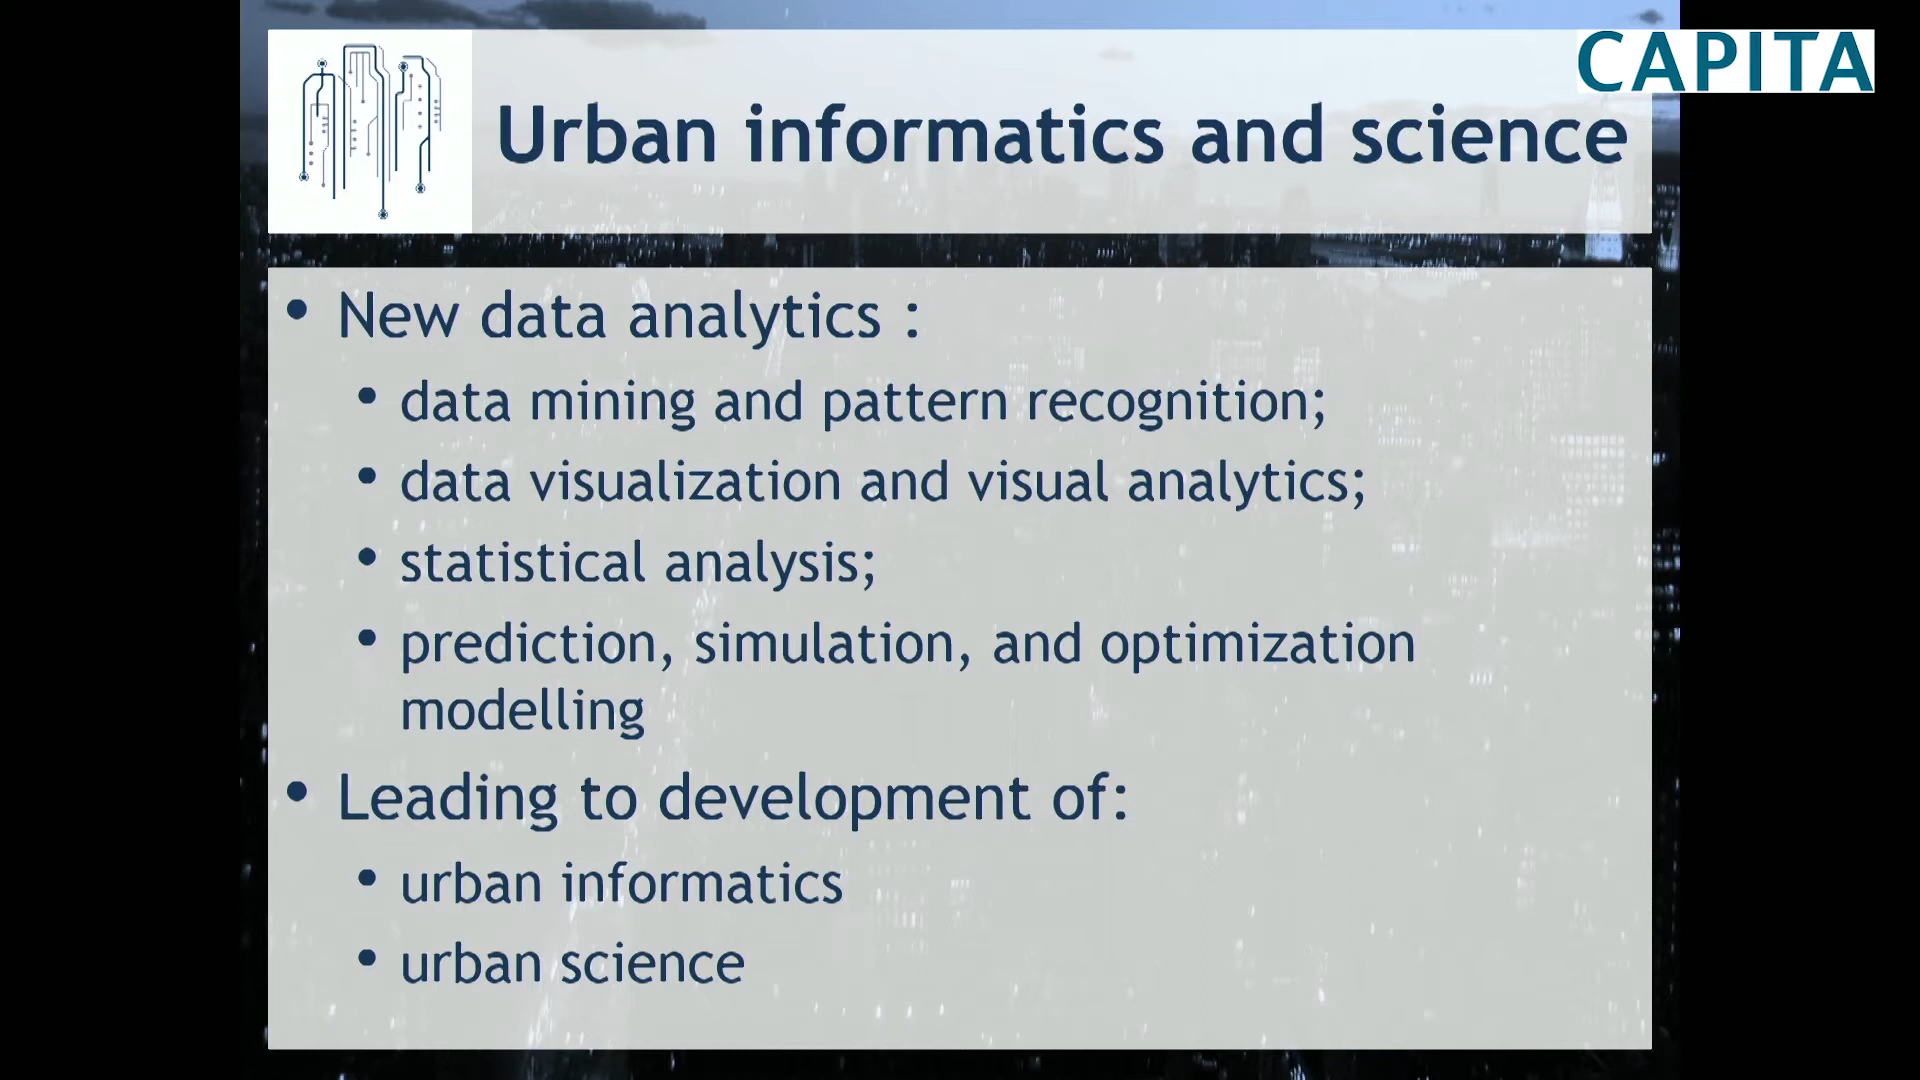 CAPITA
Urban informatics and science
• New data analytics :
• data mining and pattern recognition;
• data visualization and visual analytics;
• statistical analysis;
• prediction, simulation, and optimization
modelling
• Leading to development of:
• urban informatics
• urban science